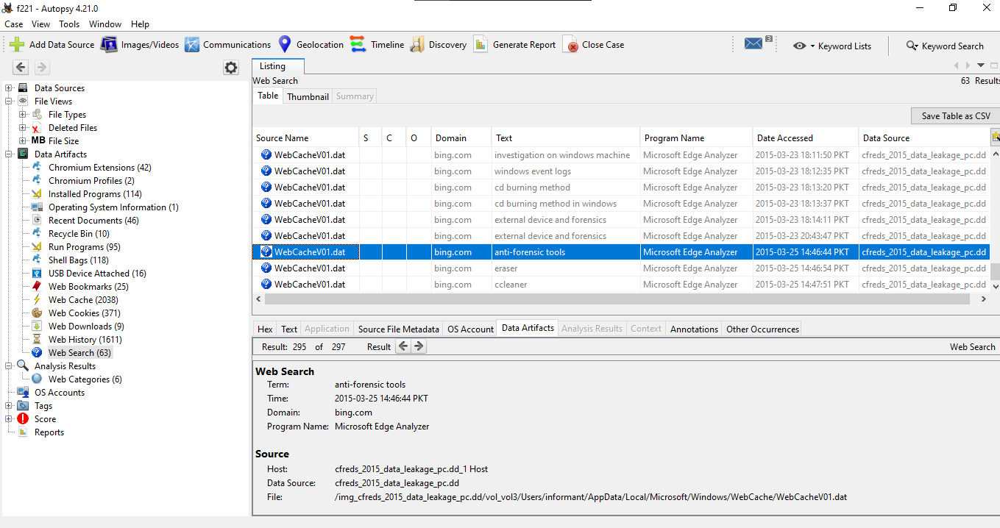 f221 - Autopsy 4.21.0
Case View Tools Window Help
Add Data Source Images/Videos Communications Geolocation Timeline Discovery Generate Report Close Case 3 Keyword Lists Keyword Search
Listing
Web Search 63 Results
Table Thumbnail Summary
Save Table as CSV
Data Sources
File Views
File Types
Deleted Files
MB File Size
Data Artifacts
Chromium Extensions (42)
Chromium Profiles (2)
Installed Programs (114)
Operating System Information (1)
Recent Documents (46)
Recycle Bin (10)
Run Programs (95)
Shell Bags (118)
USB Device Attached (16)
Web Bookmarks (25)
Web Cache (2038)
Web Cookies (371)
Web Downloads (9)
Web History (1611)
Web Search (63)
Analysis Results
Web Categories (6)
OS Accounts
Tags
Score
Reports
Source Name S C O Domain Text Program Name Date Accessed Data Source
WebCacheV01.dat bing.com investigation on windows machine Microsoft Edge Analyzer 2015-03-23 18:11:50 PKT cfreds_2015_data_leakage_pc.dd
WebCacheV01.dat bing.com windows event logs Microsoft Edge Analyzer 2015-03-23 18:12:35 PKT cfreds_2015_data_leakage_pc.dd
WebCacheV01.dat bing.com cd burning method Microsoft Edge Analyzer 2015-03-23 18:13:20 PKT cfreds_2015_data_leakage_pc.dd
WebCacheV01.dat bing.com cd burning method in windows Microsoft Edge Analyzer 2015-03-23 18:13:37 PKT cfreds_2015_data_leakage_pc.dd
WebCacheV01.dat bing.com external device and forensics Microsoft Edge Analyzer 2015-03-23 18:14:11 PKT cfreds_2015_data_leakage_pc.dd
WebCacheV01.dat bing.com external device and forensics Microsoft Edge Analyzer 2015-03-23 20:43:47 PKT cfreds_2015_data_leakage_pc.dd
WebCacheV01.dat bing.com anti-forensic tools Microsoft Edge Analyzer 2015-03-25 14:46:44 PKT cfreds_2015_data_leakage_pc.dd
WebCacheV01.dat bing.com eraser Microsoft Edge Analyzer 2015-03-25 14:46:54 PKT cfreds_2015_data_leakage_pc.dd
WebCacheV01.dat bing.com ccleaner Microsoft Edge Analyzer 2015-03-25 14:47:51 PKT cfreds_2015_data_leakage_pc.dd
Hex Text Application Source File Metadata OS Account Data Artifacts Analysis Results Context Annotations Other Occurrences
Result: 295 of 297 Result Web Search
Web Search
Term: anti-forensic tools
Time: 2015-03-25 14:46:44 PKT
Domain: bing.com
Program Name: Microsoft Edge Analyzer
Source
Host: cfreds_2015_data_leakage_pc.dd_1 Host
Data Source: cfreds_2015_data_leakage_pc.dd
File: /img_cfreds_2015_data_leakage_pc.dd/vol_vol3/Users/informant/AppData/Local/Microsoft/Windows/WebCache/WebCacheV01.dat